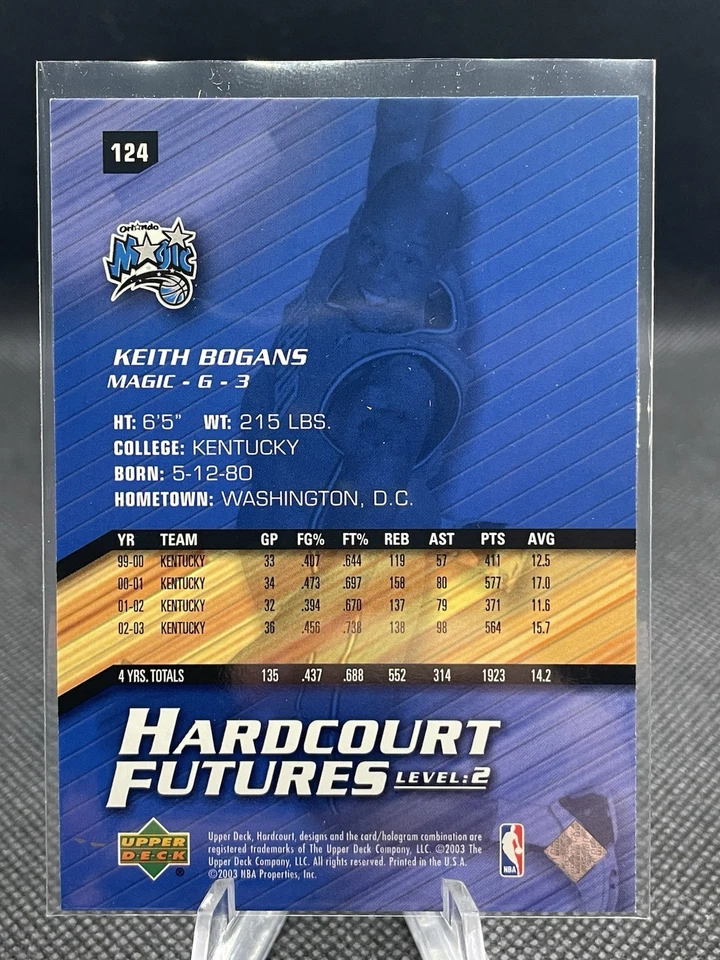 124
Orlando
Magic
KEITH BOGANS
MAGIC - G - 3
HT: 6'5" WT: 215 LBS.
COLLEGE: KENTUCKY
BORN: 5-12-80
HOMETOWN: WASHINGTON, D.C.
YR TEAM GP FG% FT% REB AST PTS AVG
99-00 KENTUCKY 33 .407 .644 119 57 411 12.5
00-01 KENTUCKY 34 .473 .697 158 80 577 17.0
01-02 KENTUCKY 32 .394 .670 137 79 371 11.6
02-03 KENTUCKY 36 .456 .738 138 98 564 15.7
4 YRS. TOTALS 135 .437 .688 552 314 1923 14.2
HARDCOURT
FUTURES LEVEL:2
UPPER
DECK
®
Upper Deck, Hardcourt, designs and the card/hologram combination are
registered trademarks of The Upper Deck Company, LLC. ©2003 The
Upper Deck Company, LLC. All rights reserved. Printed in the U.S.A.
©2003 NBA Properties, Inc.
NBA